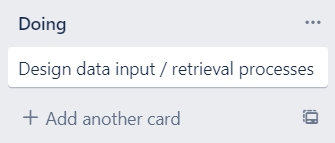 Doing
Design data input / retrieval processes
Add another card